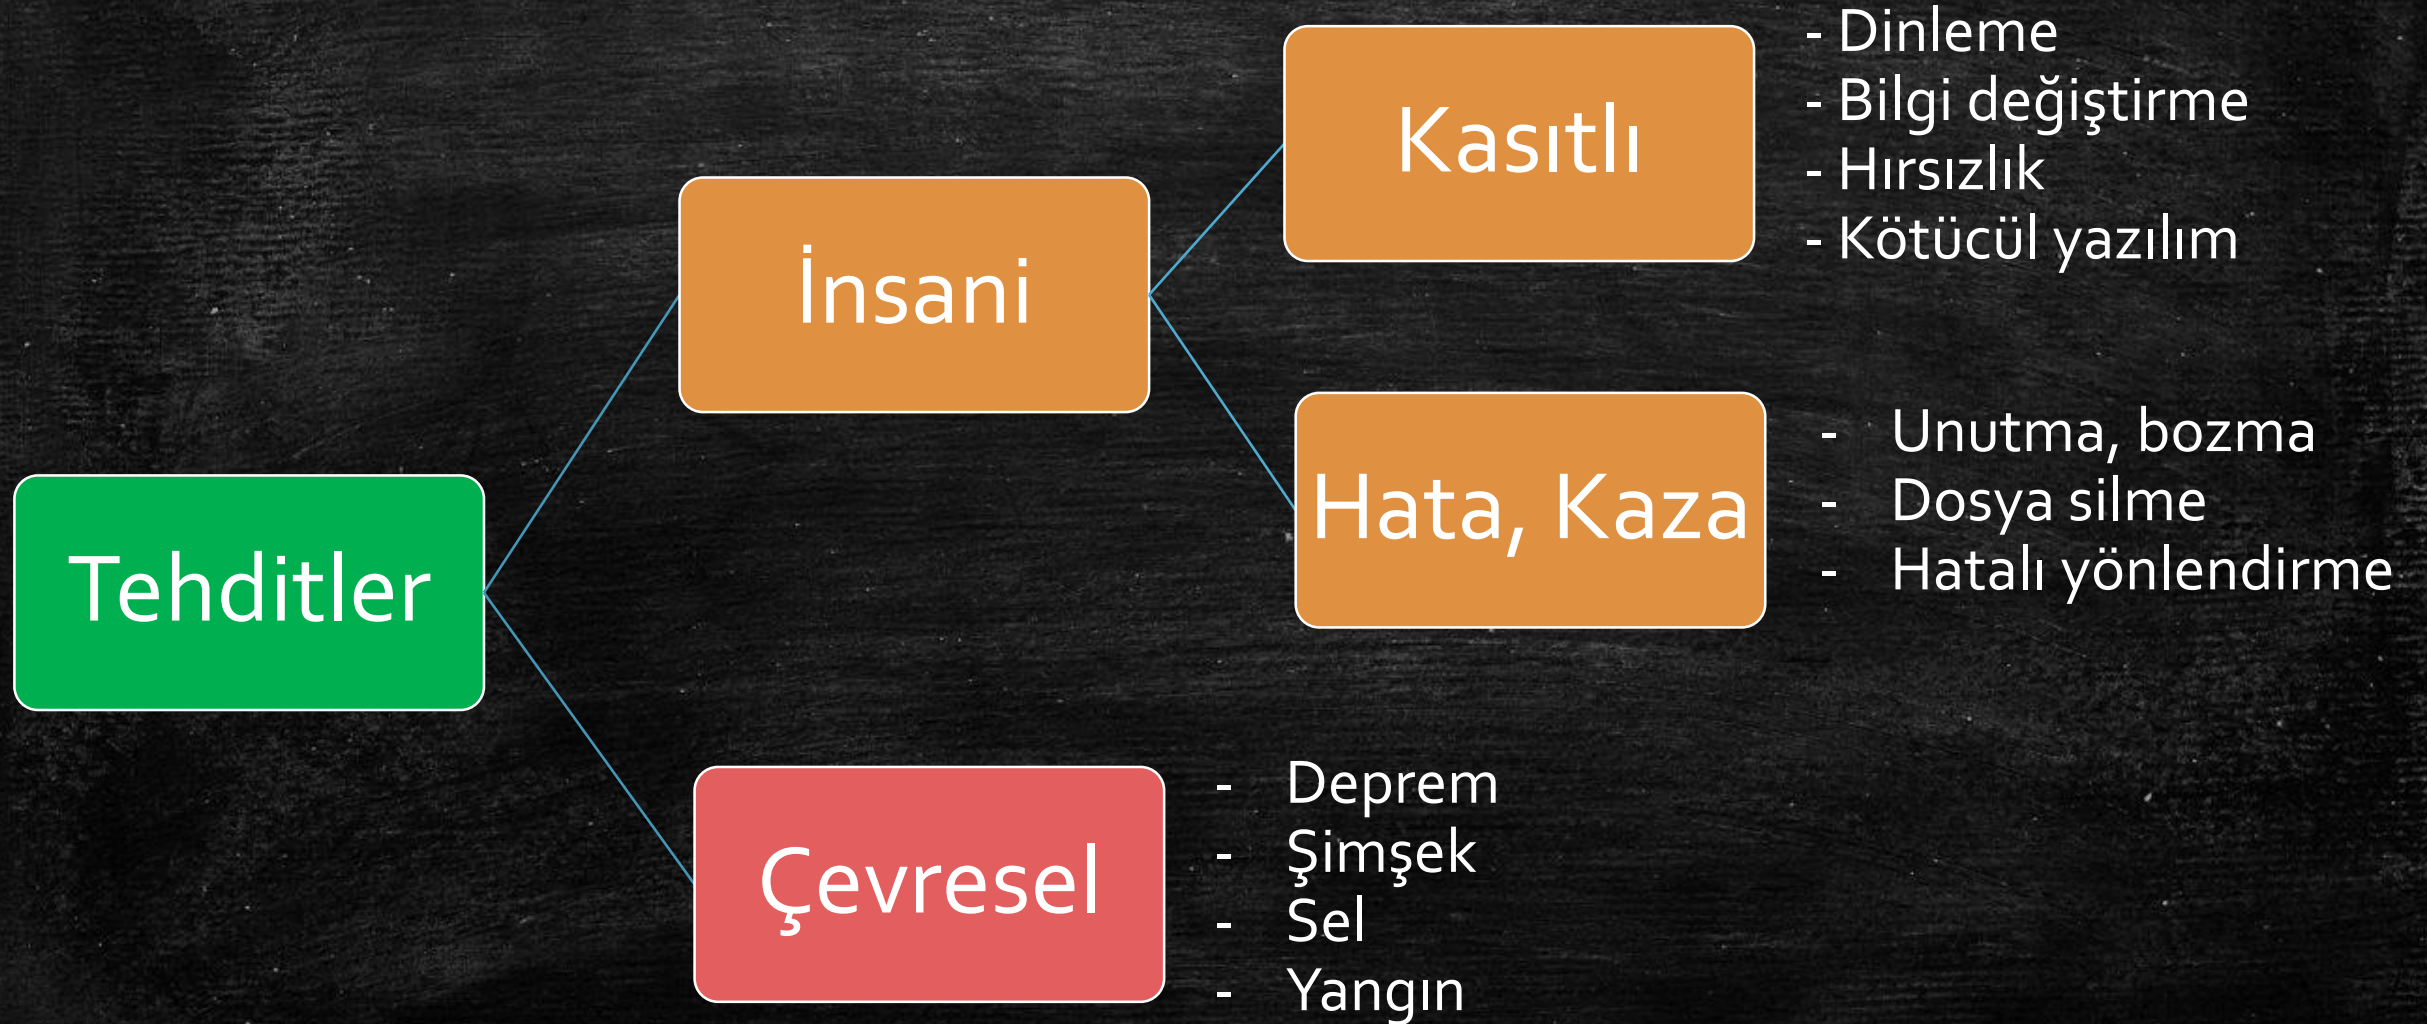 Tehditler
İnsani
Kasıtlı
- Dinleme
- Bilgi değiştirme
- Hırsızlık
- Kötücül yazılım
Hata, Kaza
- Unutma, bozma
- Dosya silme
- Hatalı yönlendirme
Çevresel
- Deprem
- Şimşek
- Sel
- Yangın